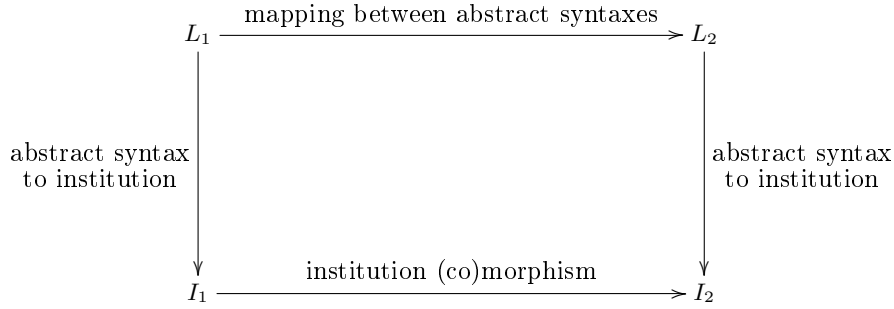 mapping between abstract syntaxes
L₁ L₂
abstract syntax abstract syntax
to institution to institution
institution (co)morphism
I₁ I₂